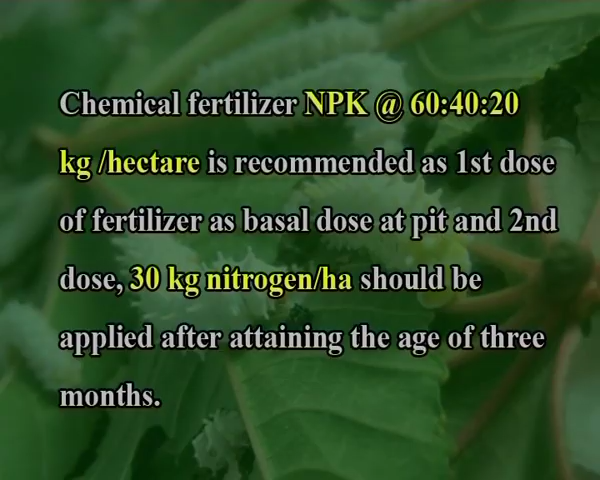 Chemical fertilizer NPK @ 60:40:20
kg /hectare is recommended as 1st dose
of fertilizer as basal dose at pit and 2nd
dose, 30 kg nitrogen/ha should be
applied after attaining the age of three
months.